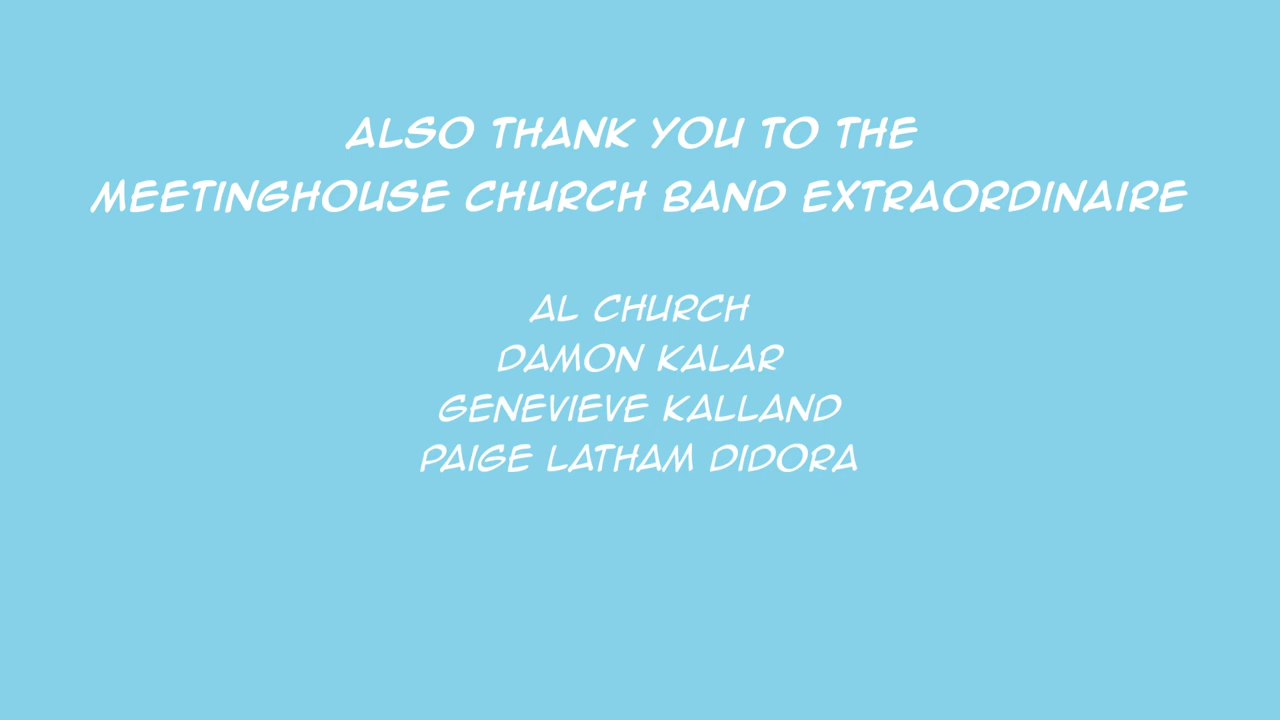 ALSO THANK YOU TO THE
MEETINGHOUSE CHURCH BAND EXTRAORDINAIRE
AL CHURCH
DAMON KALAR
GENEVIEVE KALLAND
PAIGE LATHAM DIDORA